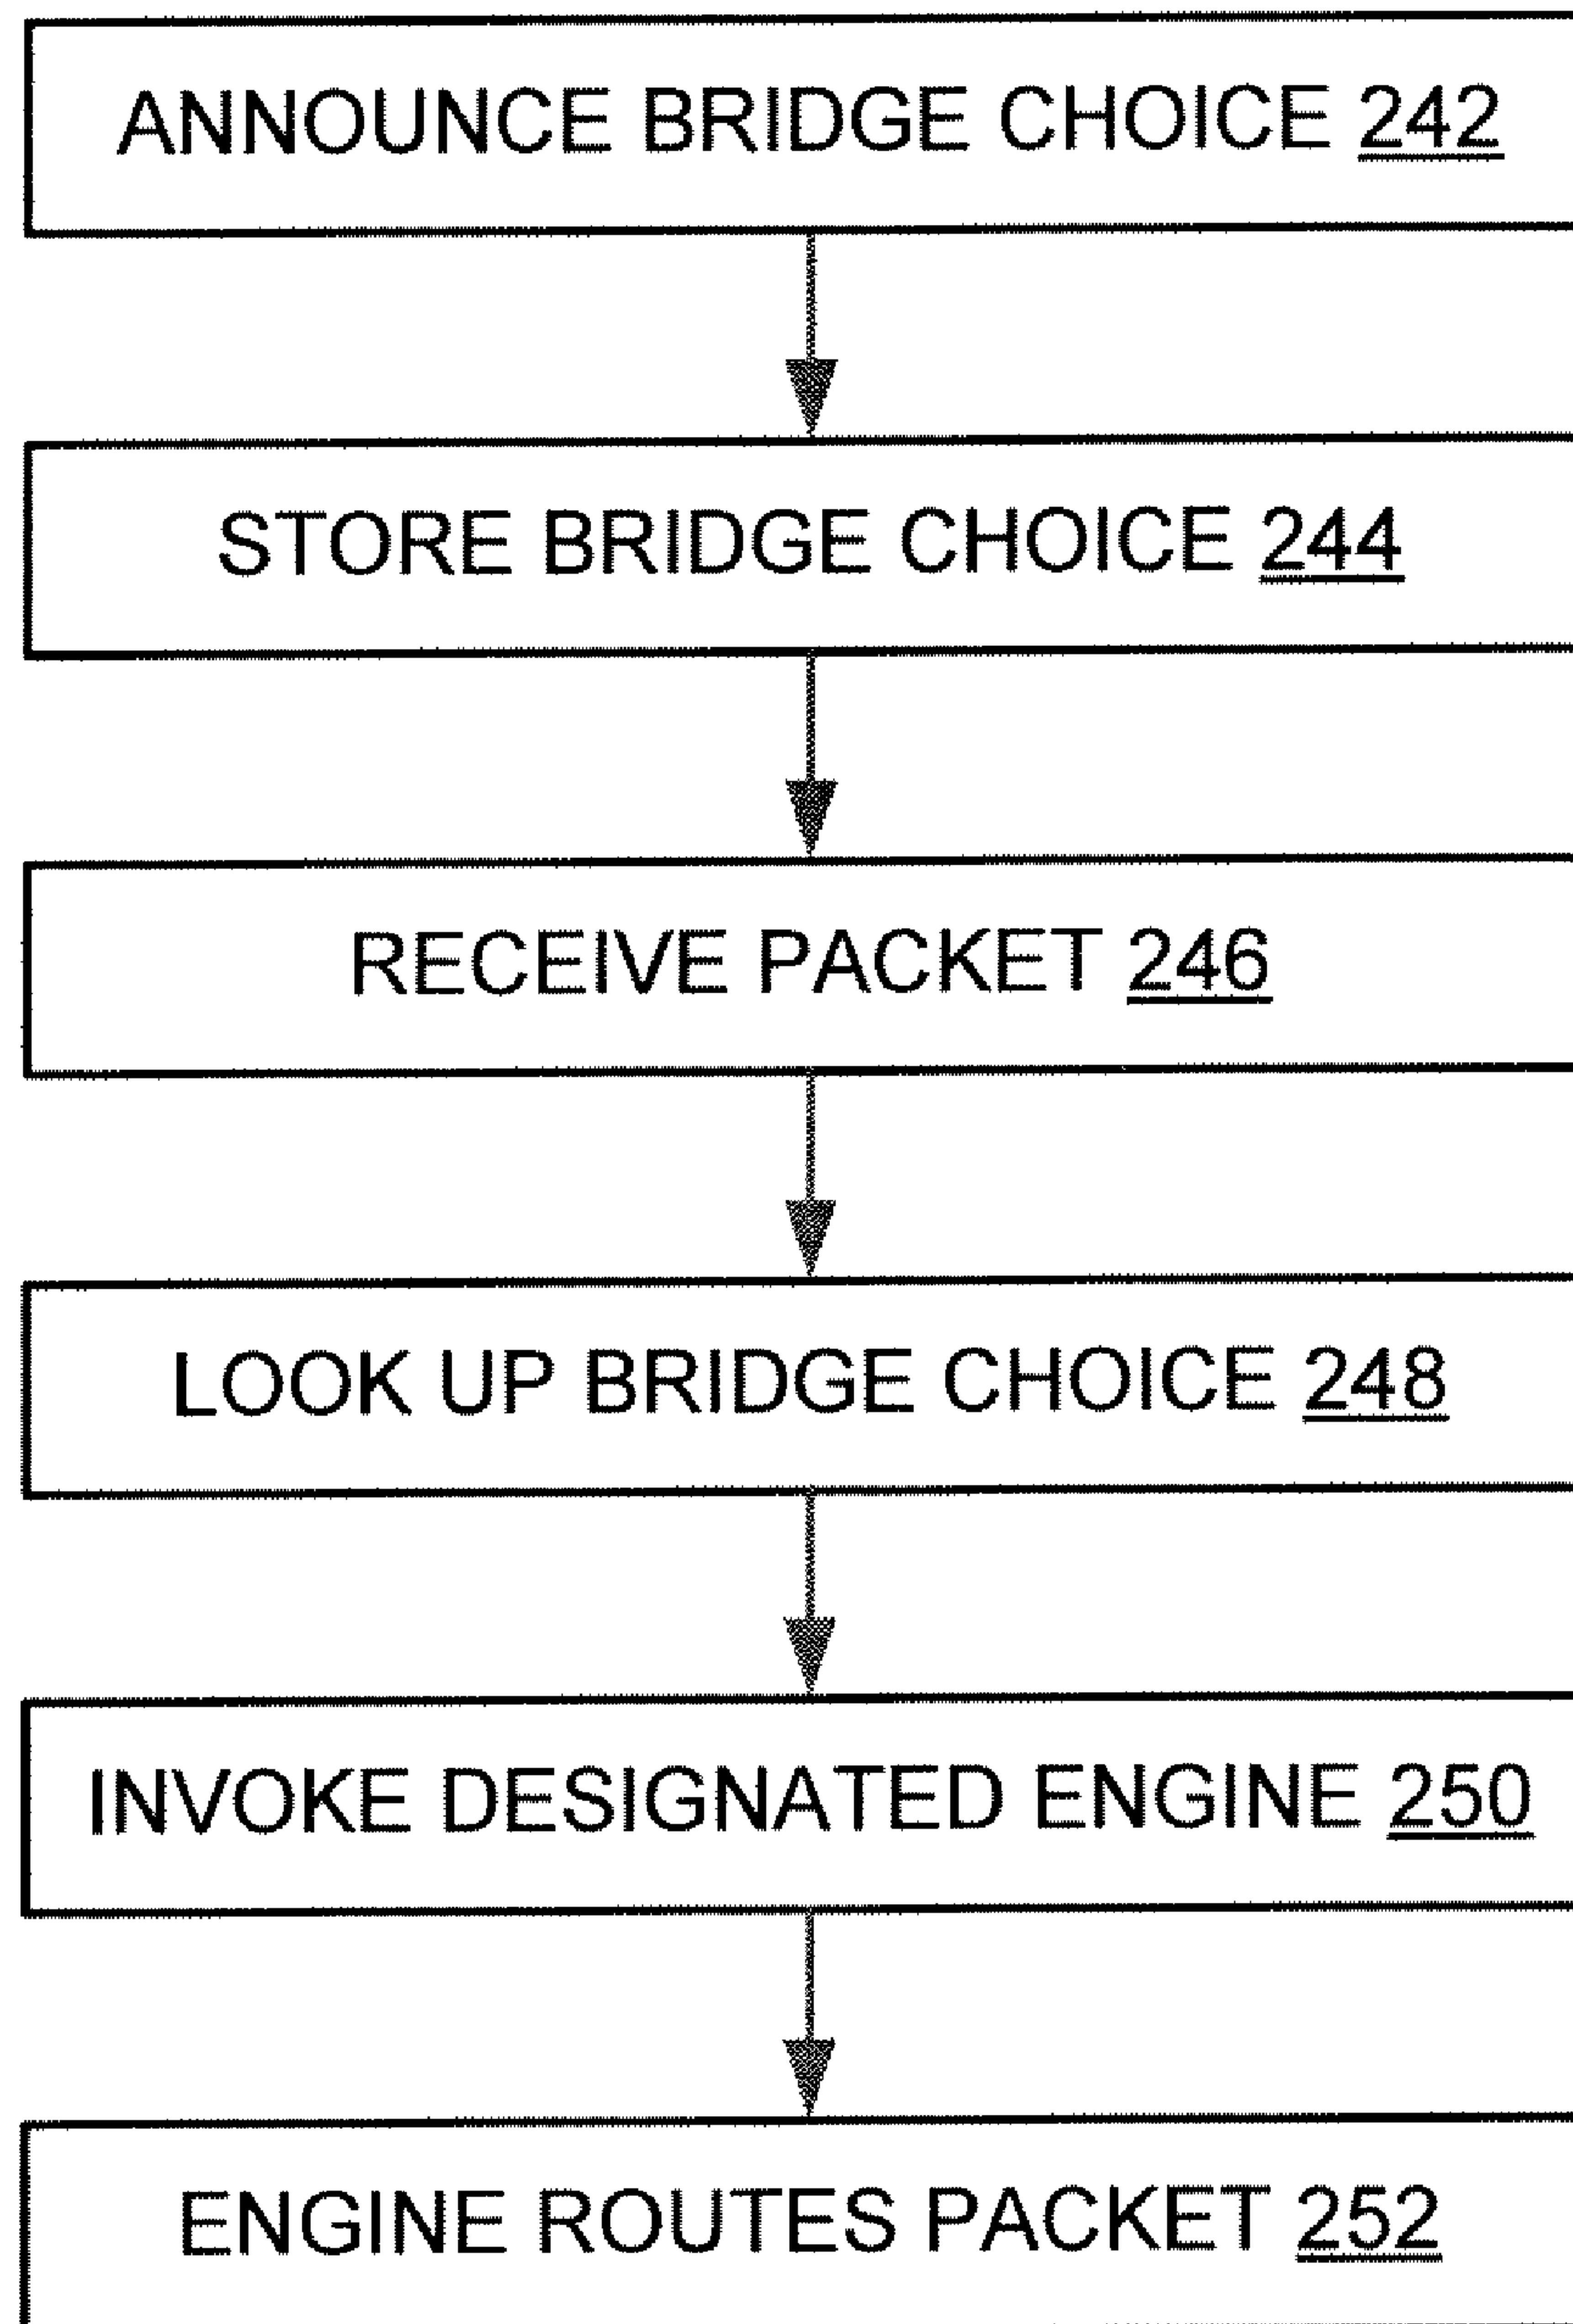 ANNOUNCE BRIDGE CHOICE 242
STORE BRIDGE CHOICE 244
RECEIVE PACKET 246
LOOK UP BRIDGE CHOICE 248
INVOKE DESIGNATED ENGINE 250
ENGINE ROUTES PACKET 252